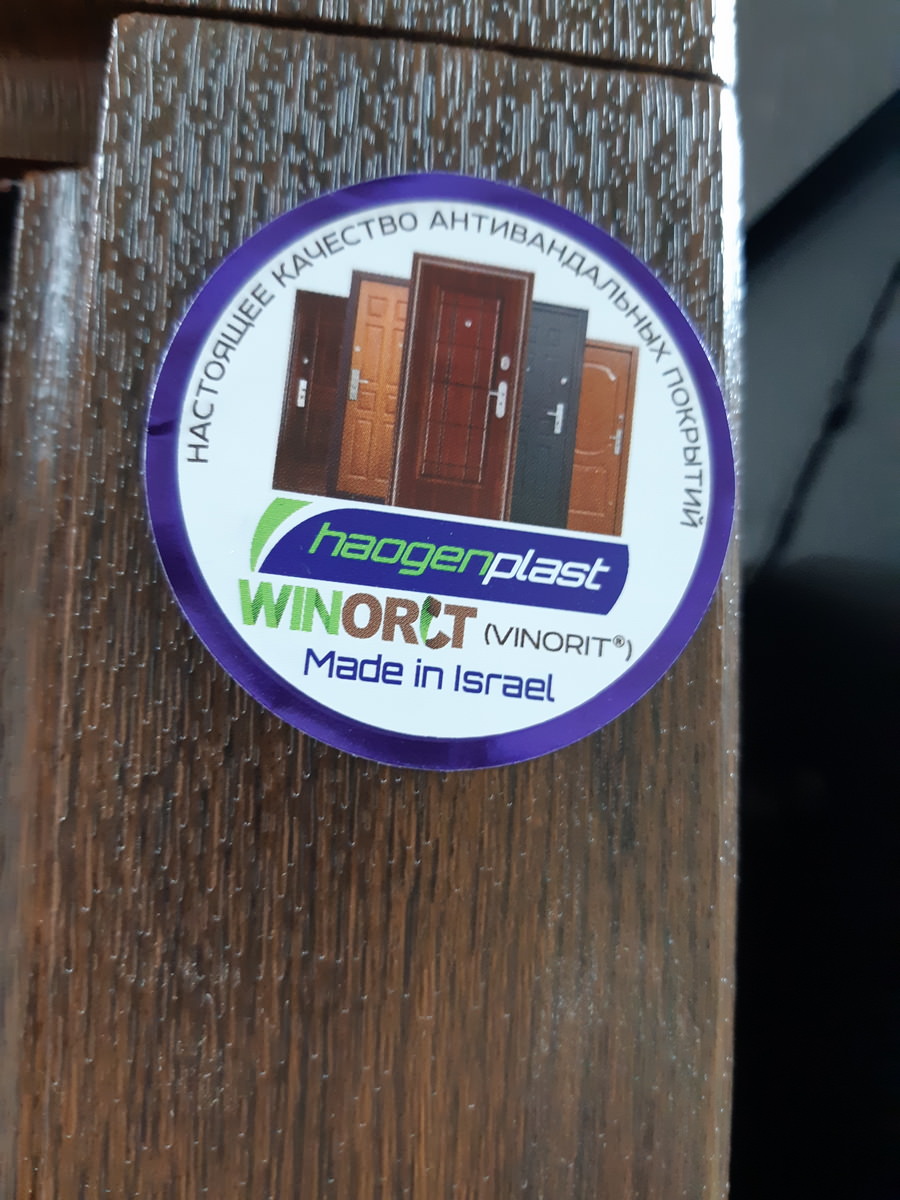 НАСТОЯЩЕЕ КАЧЕСТВО АНТИВАНДАЛЬНЫХ ПОКРЫТИЙ
haogenplast
WINORIT (VINORIT®)
Made in Israel